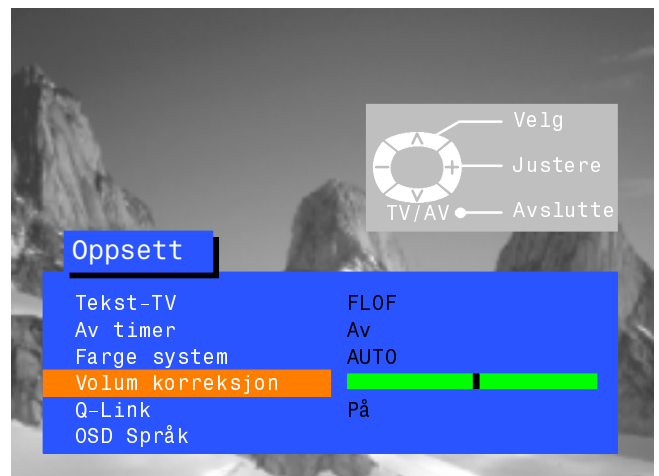 Velg
Justere
TV/AV Avslutte
Oppsett
Tekst-TV FLOF
Av timer Av
Farge system AUTO
Volum korreksjon
Q-Link På
OSD Språk